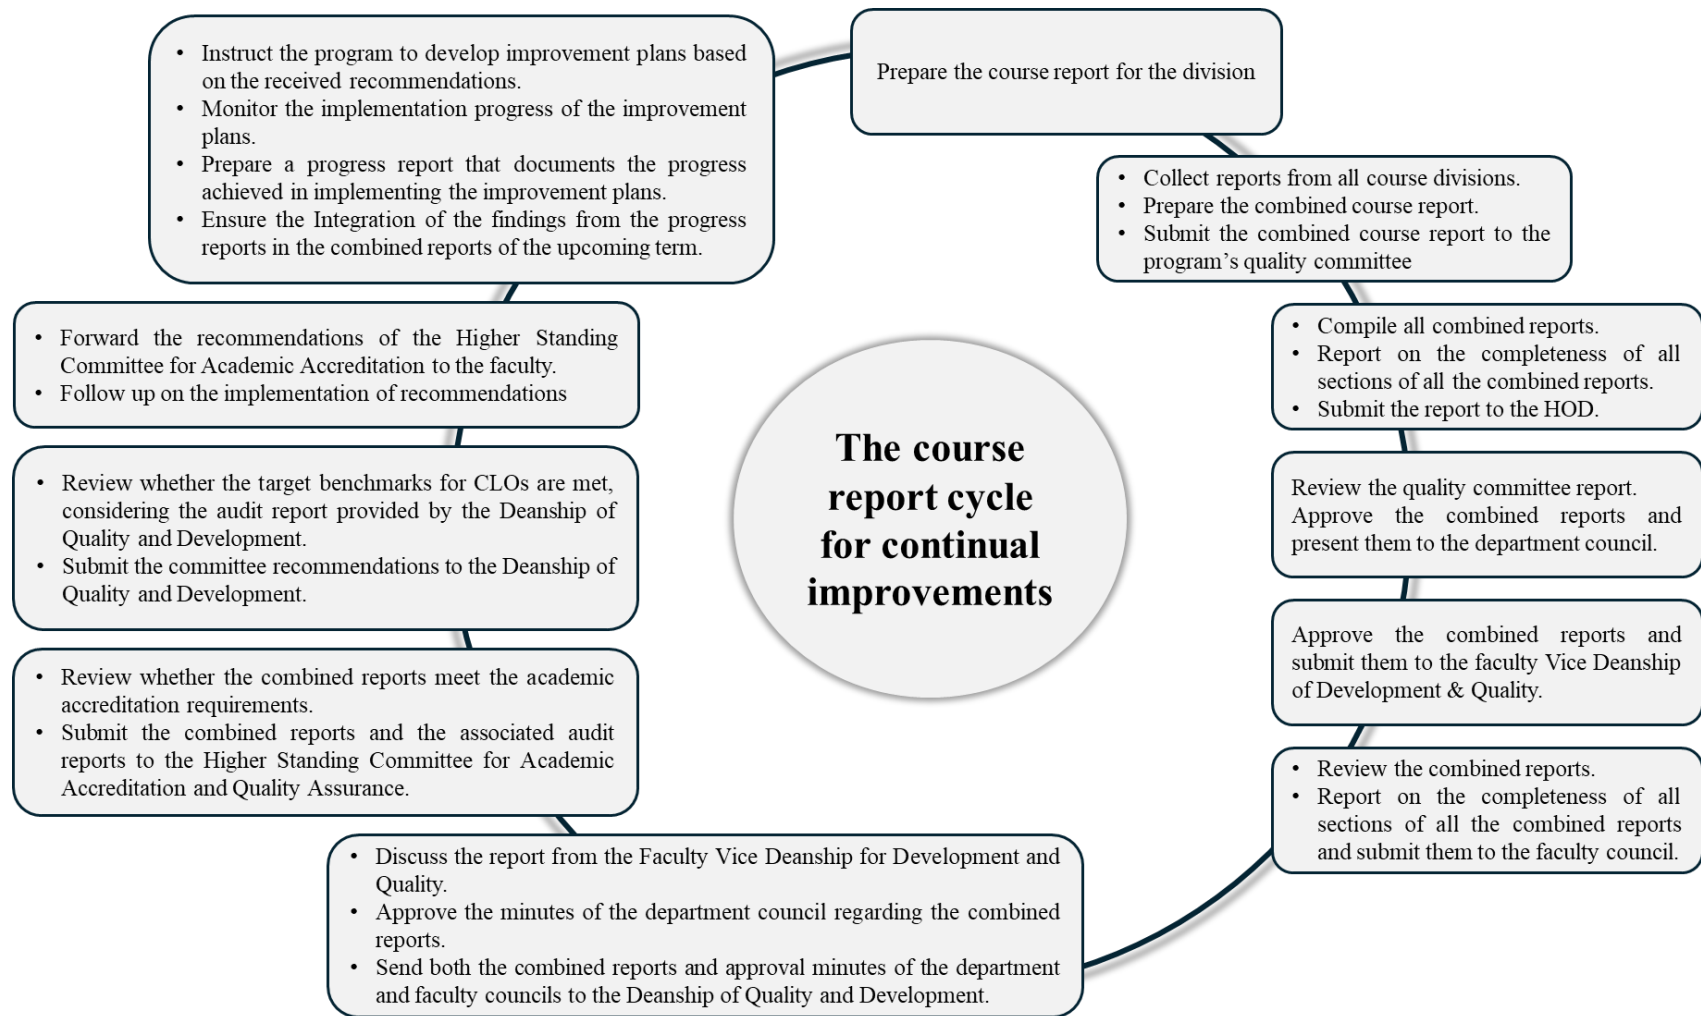 Prepare the course report for the division
• Collect reports from all course divisions.
• Prepare the combined course report.
• Submit the combined course report to the
program’s quality committee
• Compile all combined reports.
• Report on the completeness of all
sections of all the combined reports.
• Submit the report to the HOD.
Review the quality committee report.
Approve the combined reports and
present them to the department council.
Approve the combined reports and
submit them to the faculty Vice Deanship
of Development & Quality.
• Review the combined reports.
• Report on the completeness of all
sections of all the combined reports
and submit them to the faculty council.
• Discuss the report from the Faculty Vice Deanship for Development and
Quality.
• Approve the minutes of the department council regarding the combined
reports.
• Send both the combined reports and approval minutes of the department
and faculty councils to the Deanship of Quality and Development.
• Review whether the combined reports meet the academic
accreditation requirements.
• Submit the combined reports and the associated audit
reports to the Higher Standing Committee for Academic
Accreditation and Quality Assurance.
• Review whether the target benchmarks for CLOs are met,
considering the audit report provided by the Deanship of
Quality and Development.
• Submit the committee recommendations to the Deanship of
Quality and Development.
• Forward the recommendations of the Higher Standing
Committee for Academic Accreditation to the faculty.
• Follow up on the implementation of recommendations
• Instruct the program to develop improvement plans based
on the received recommendations.
• Monitor the implementation progress of the improvement
plans.
• Prepare a progress report that documents the progress
achieved in implementing the improvement plans.
• Ensure the Integration of the findings from the progress
reports in the combined reports of the upcoming term.
The course
report cycle
for continual
improvements